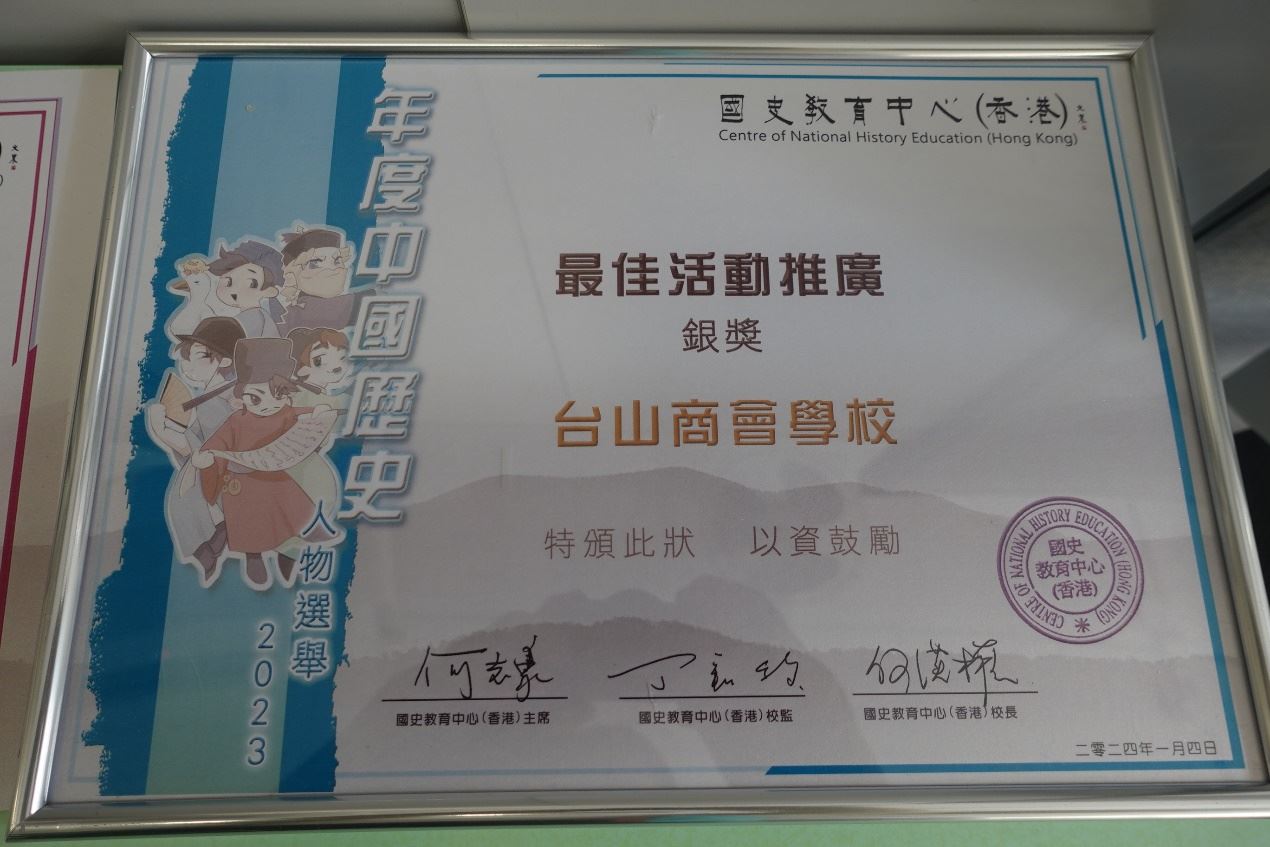 年度中國歷史
人物選舉
2023
國史教育中心(香港)
Centre of National History Education (Hong Kong)
最佳活動推廣
銀獎
台山商會學校
特頒此狀 以資鼓勵
CENTRE OF NATIONAL HISTORY EDUCATION (HONG KONG)
國史
教育中心
(香港)
國史教育中心(香港)主席
國史教育中心(香港)校監
國史教育中心(香港)校長
二零二四年一月四日